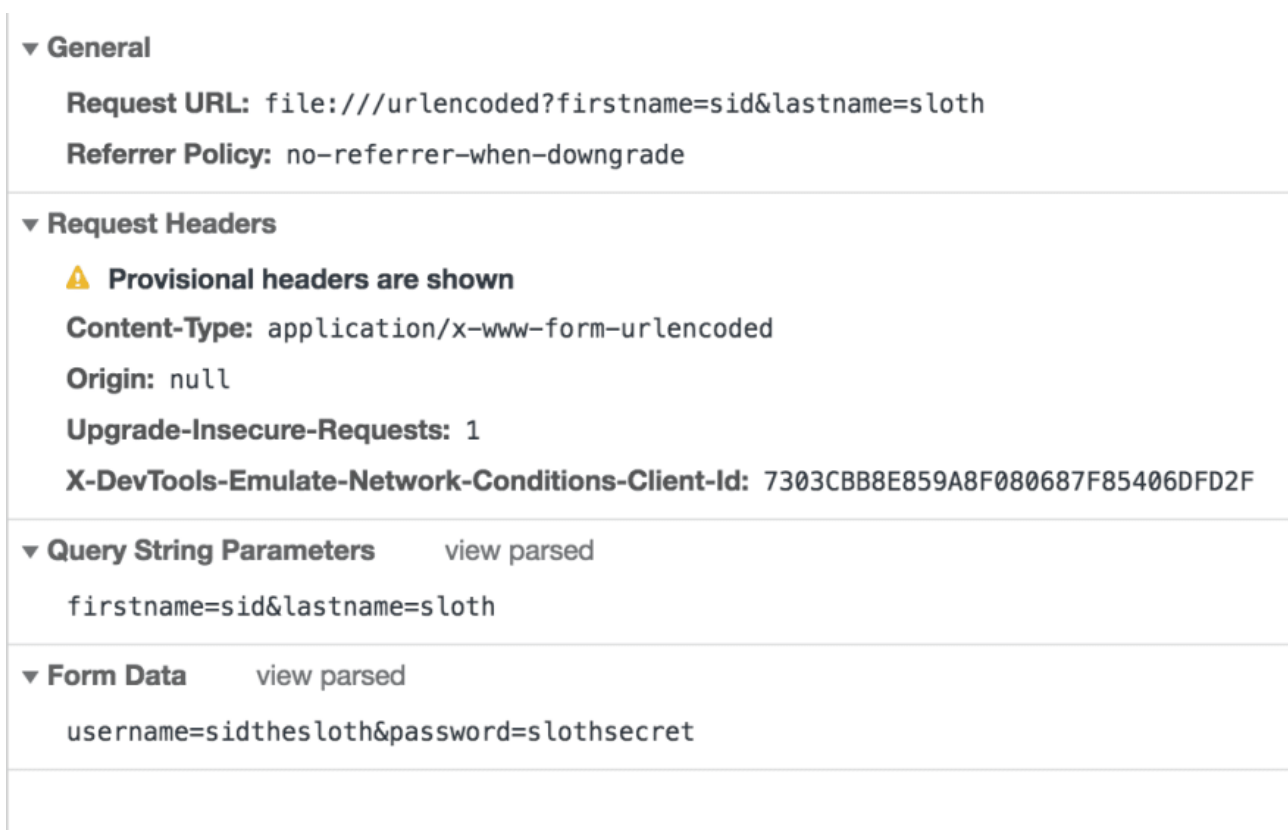 General
Request URL: file:///urlencoded?firstname=sid&lastname=sloth
Referrer Policy: no-referrer-when-downgrade
Request Headers
Provisional headers are shown
Content-Type: application/x-www-form-urlencoded
Origin: null
Upgrade-Insecure-Requests: 1
X-DevTools-Emulate-Network-Conditions-Client-Id: 7303CBB8E859A8F080687F85406DFD2F
Query String Parameters view parsed
firstname=sid&lastname=sloth
Form Data view parsed
username=sidthesloth&password=slothsecret